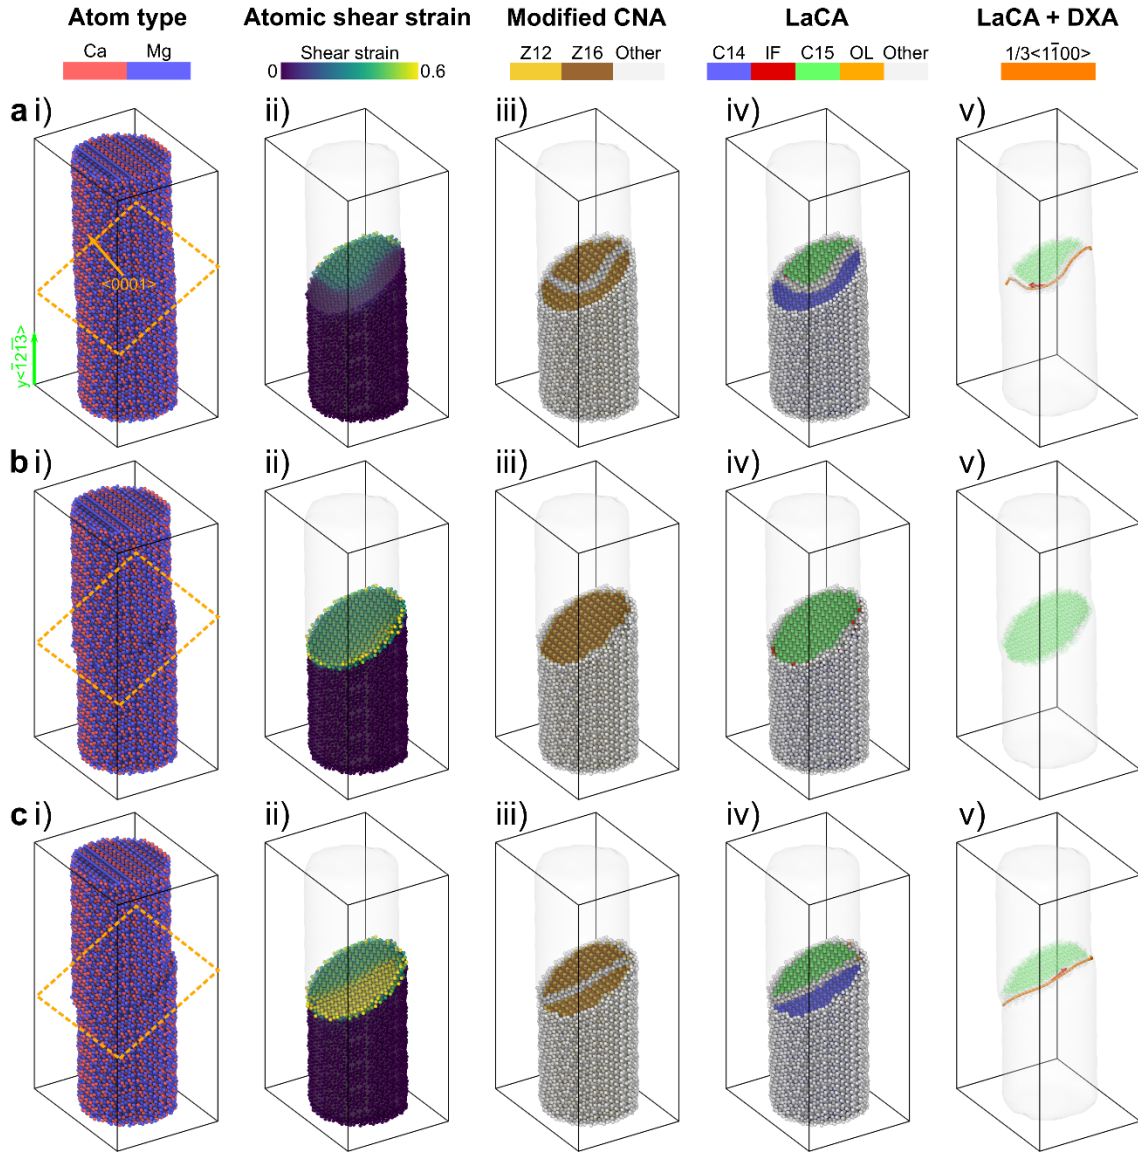 Atom type Atomic shear strain Modified CNA LaCA LaCA + DXA
Ca Mg Shear strain Z12 Z16 Other C14 IF C15 OL Other 1/3<11̄00>
0 0.6
a i) ii) iii) iv) v)
<0001>
y<1̄21̄3>
b i) ii) iii) iv) v)
c i) ii) iii) iv) v)